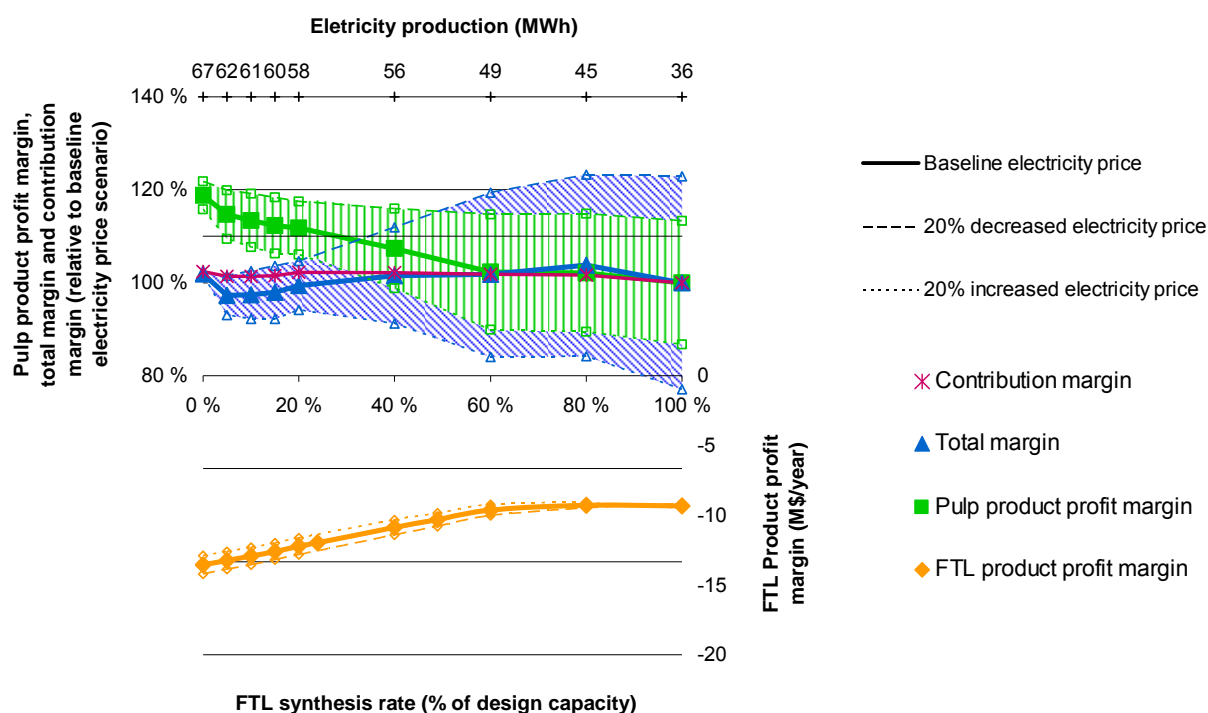 Eletricity production (MWh)
67 62 61 60 58 56 49 45 36
Pulp product profit margin,
total margin and contribution
margin (relative to baseline
electricity price scenario)
140 %
120 %
100 %
80 %
0
0 % 20 % 40 % 60 % 80 % 100 %
-5
-10
-15
-20
FTL Product profit
margin (M$/year)
FTL synthesis rate (% of design capacity)
Baseline electricity price
20% decreased electricity price
20% increased electricity price
Contribution margin
Total margin
Pulp product profit margin
FTL product profit margin